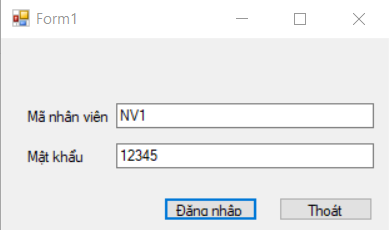 Form1
Mã nhân viên NV1
Mật khẩu 12345
Đăng nhập Thoát